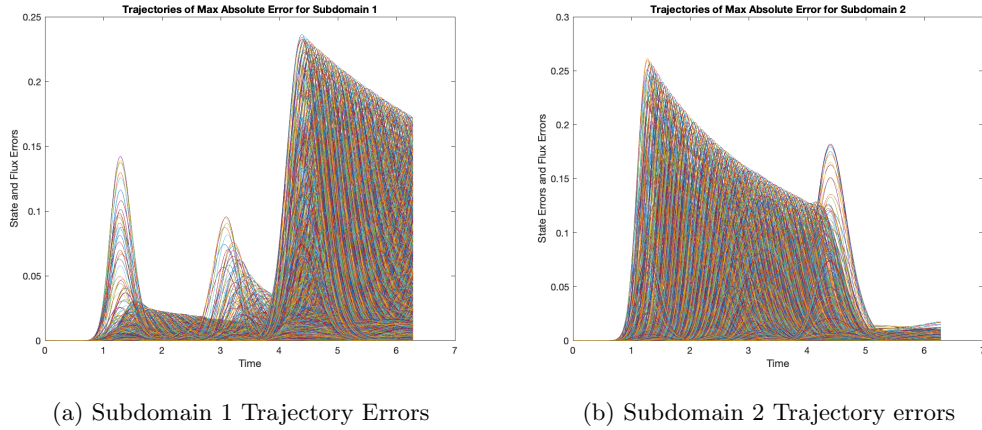 Trajectories of Max Absolute Error for Subdomain 1
0.25
0.2
0.15
0.1
0.05
0
State and Flux Errors
0 1 2 3 4 5 6 7
Time
(a) Subdomain 1 Trajectory Errors
Trajectories of Max Absolute Error for Subdomain 2
0.3
0.25
0.2
0.15
0.1
0.05
0
State Errors and Flux Errors
0 1 2 3 4 5 6 7
Time
(b) Subdomain 2 Trajectory errors